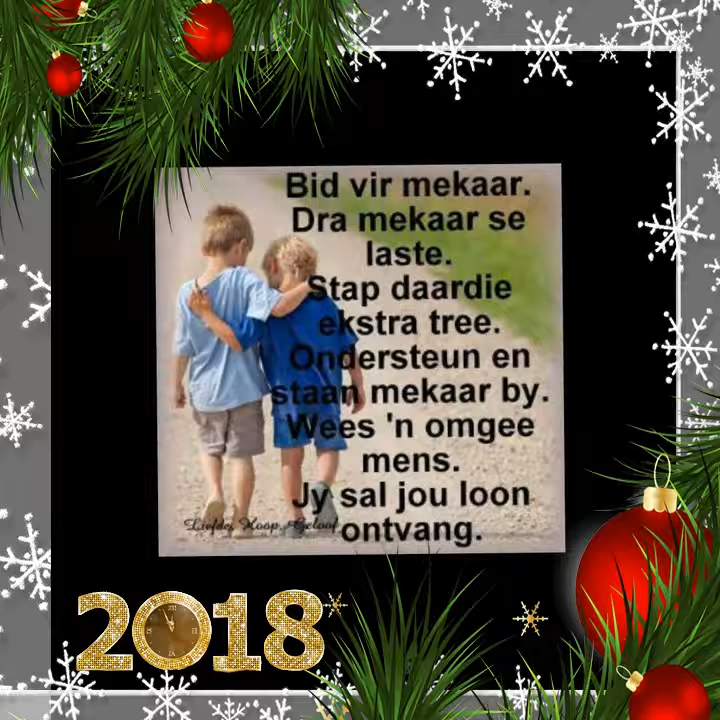 Bid vir mekaar.
Dra mekaar se
laste.
Stap daardie
ekstra tree.
Ondersteun en
staan mekaar by.
Wees 'n omgee
mens.
Jy sal jou loon
ontvang.
Liefde, Hoop, Geloof
2018